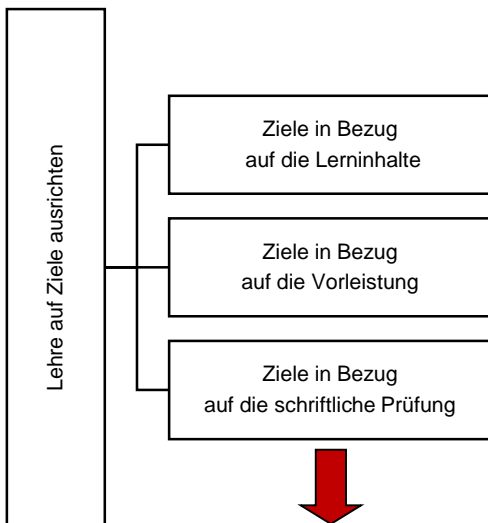 Lehre auf Ziele ausrichten
Ziele in Bezug
auf die Lerninhalte
Ziele in Bezug
auf die Vorleistung
Ziele in Bezug
auf die schriftliche Prüfung